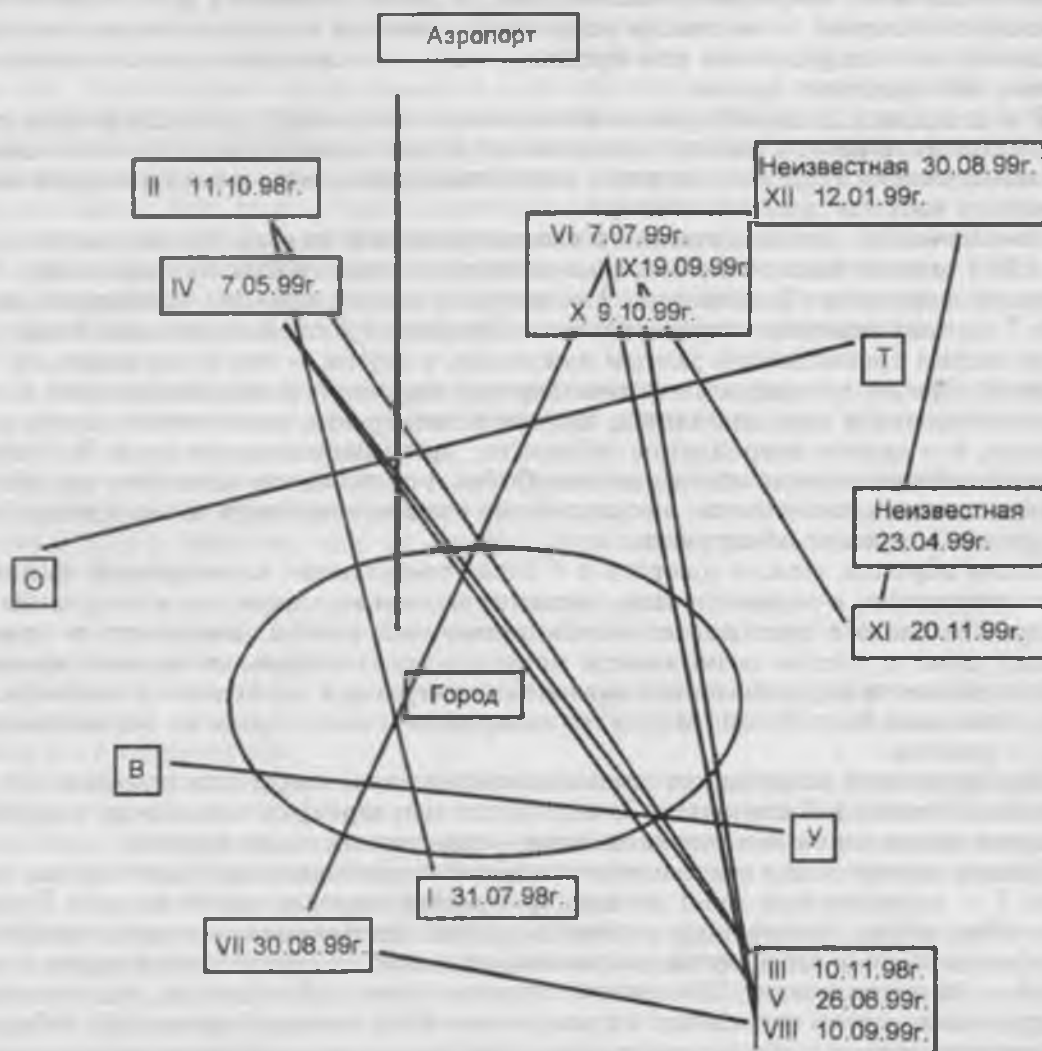 Аэропорт
II 11.10.98г.
Неизвестная 30.08.99г.
XII 12.01.99г.
VI 7.07.99г.
IX 19.09.99г.
X 9.10.99г.
IV 7.05.99г.
Т
О
Неизвестная
23.04.99г.
XI 20.11.99г.
Город
В
У
I 31.07.98г.
VII 30.08.99г.
III 10.11.98г.
V 26.06.99г.
VIII 10.09.99г.